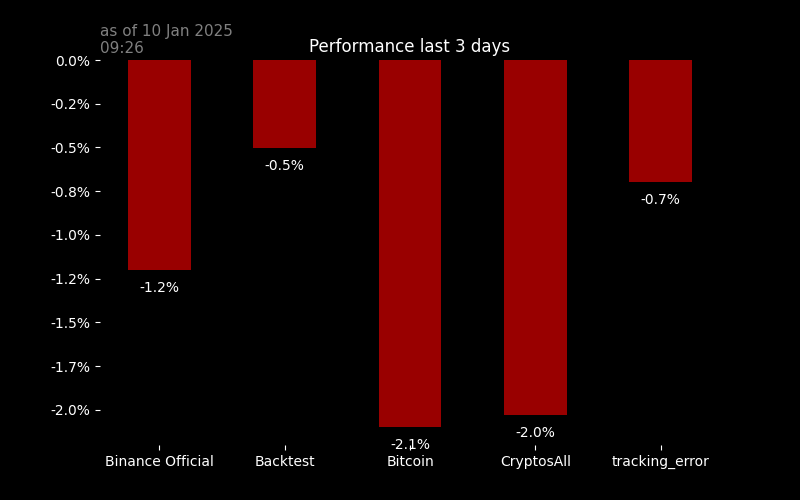 as of 10 Jan 2025
09:26
Performance last 3 days
0.0%
-0.2%
-0.5%
-0.8%
-1.0%
-1.2%
-1.5%
-1.7%
-2.0%
-1.2%
-0.5%
-2.1%
-2.0%
-0.7%
Binance Official
Backtest
Bitcoin
CryptosAll
tracking_error